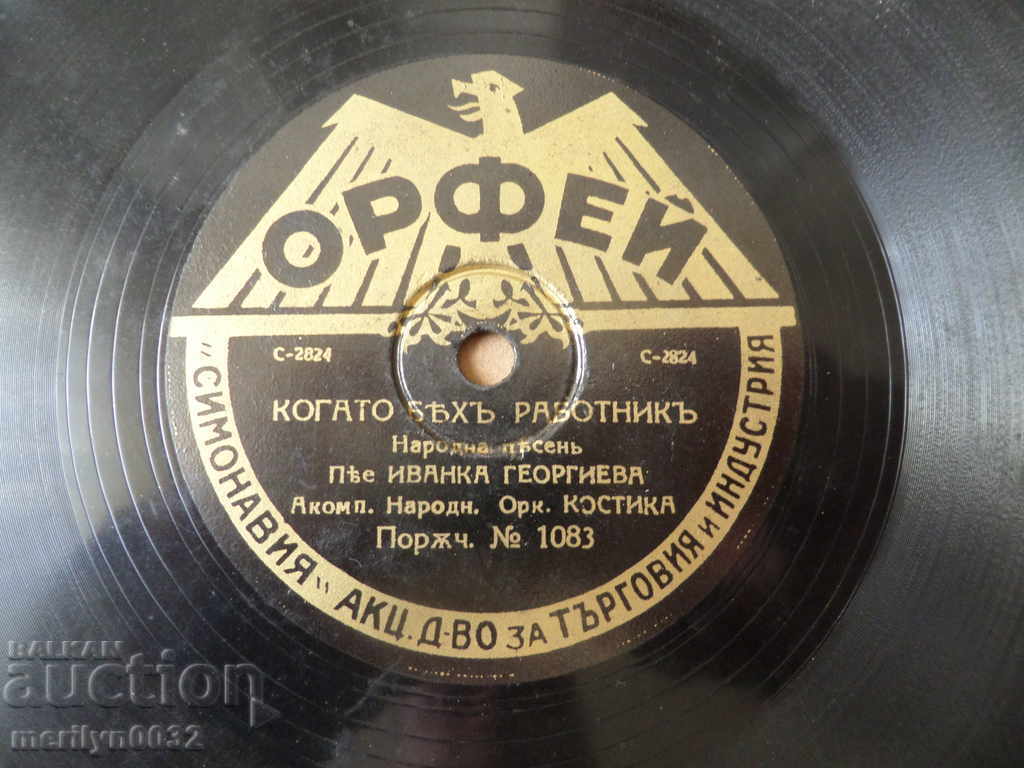 ОРФЕЙ
С-2824 С-2824
КОГАТО БѢХЪ РАБОТНИКЪ
Народна пѣсень
Пѣе ИВАНКА ГЕОРГИЕВА
Акомп. Народн. Орк. КОСТИКА
Порѫч. № 1083
"СИМОНАВИЯ" АКЦ. Д-ВО ЗА ТЪРГОВИЯ И ИНДУСТРИЯ
BALKAN
auction
merilyn0032